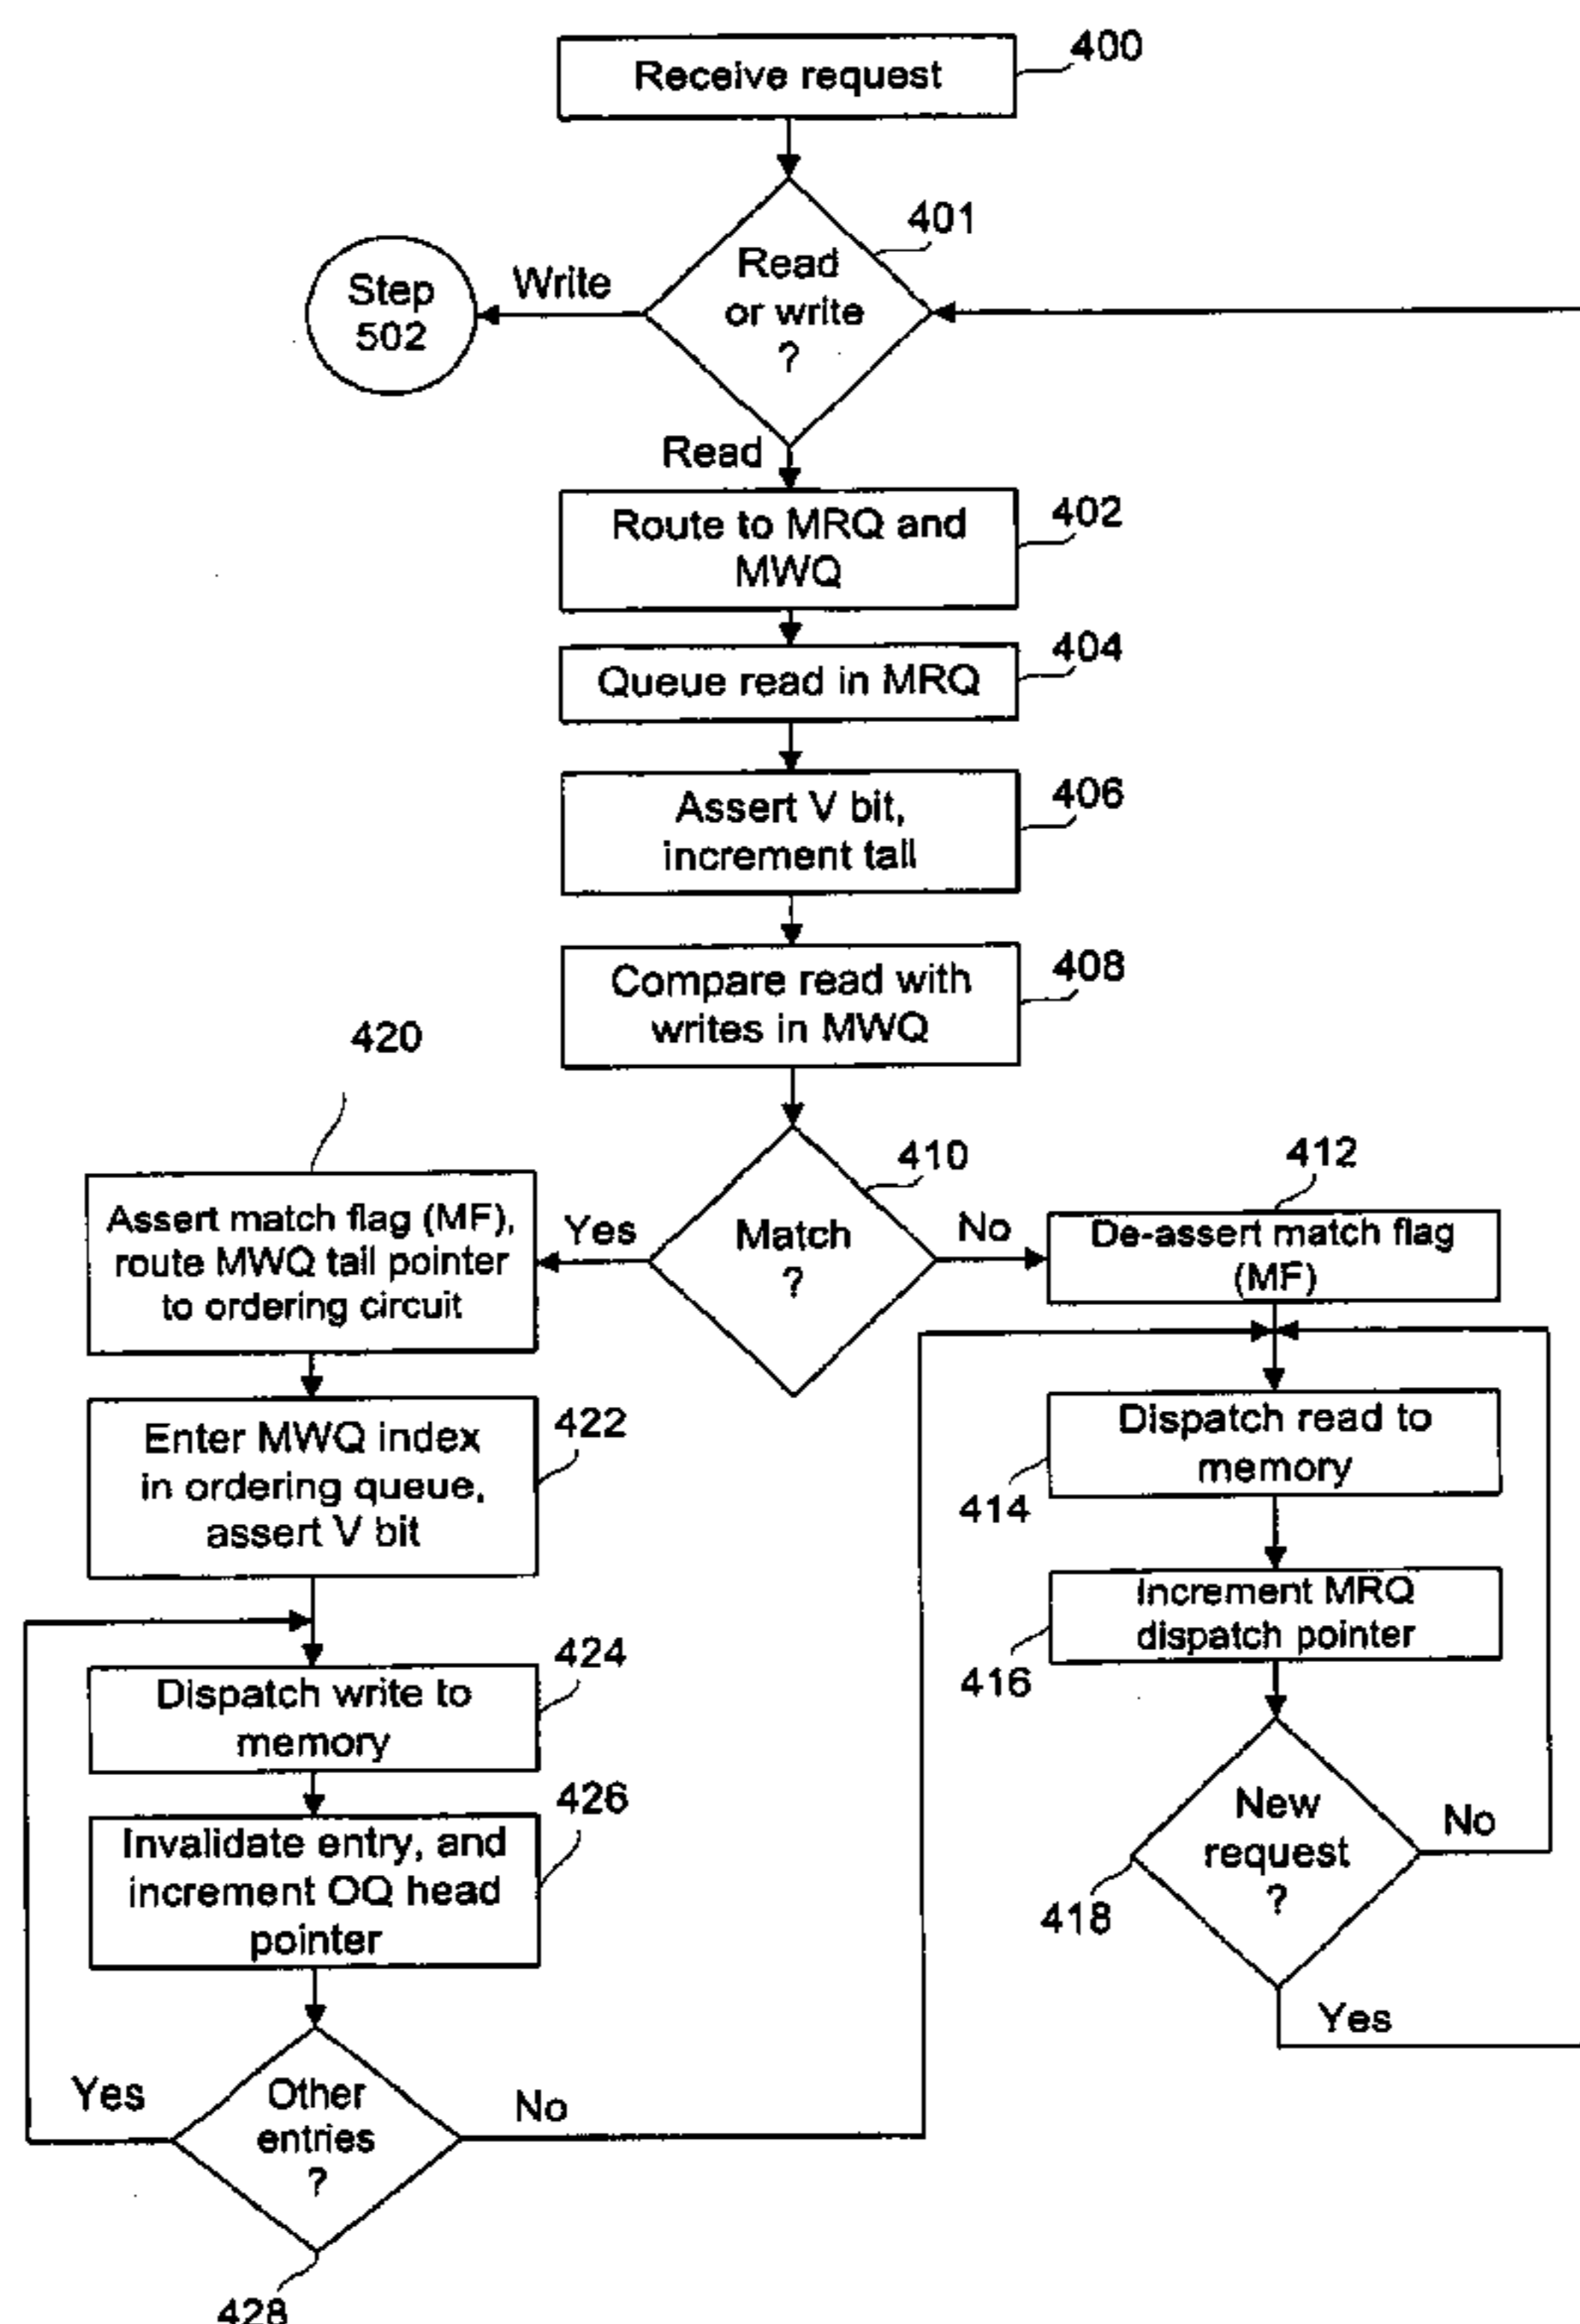 Receive request
400
401
Read
or write
?
Write
Step
502
Read
Route to MRQ and
MWQ
402
Queue read in MRQ
404
Assert V bit,
increment tail
406
Compare read with
writes in MWQ
408
420
410
Match
?
Yes
No
412
De-assert match flag
(MF)
Assert match flag (MF),
route MWQ tail pointer
to ordering circuit
Enter MWQ index
in ordering queue,
assert V bit
422
Dispatch read to
memory
414
Increment MRQ
dispatch pointer
416
Dispatch write to
memory
424
Invalidate entry, and
increment OQ head
pointer
426
New
request
?
No
418
Yes
Other
entries
?
Yes
No
428